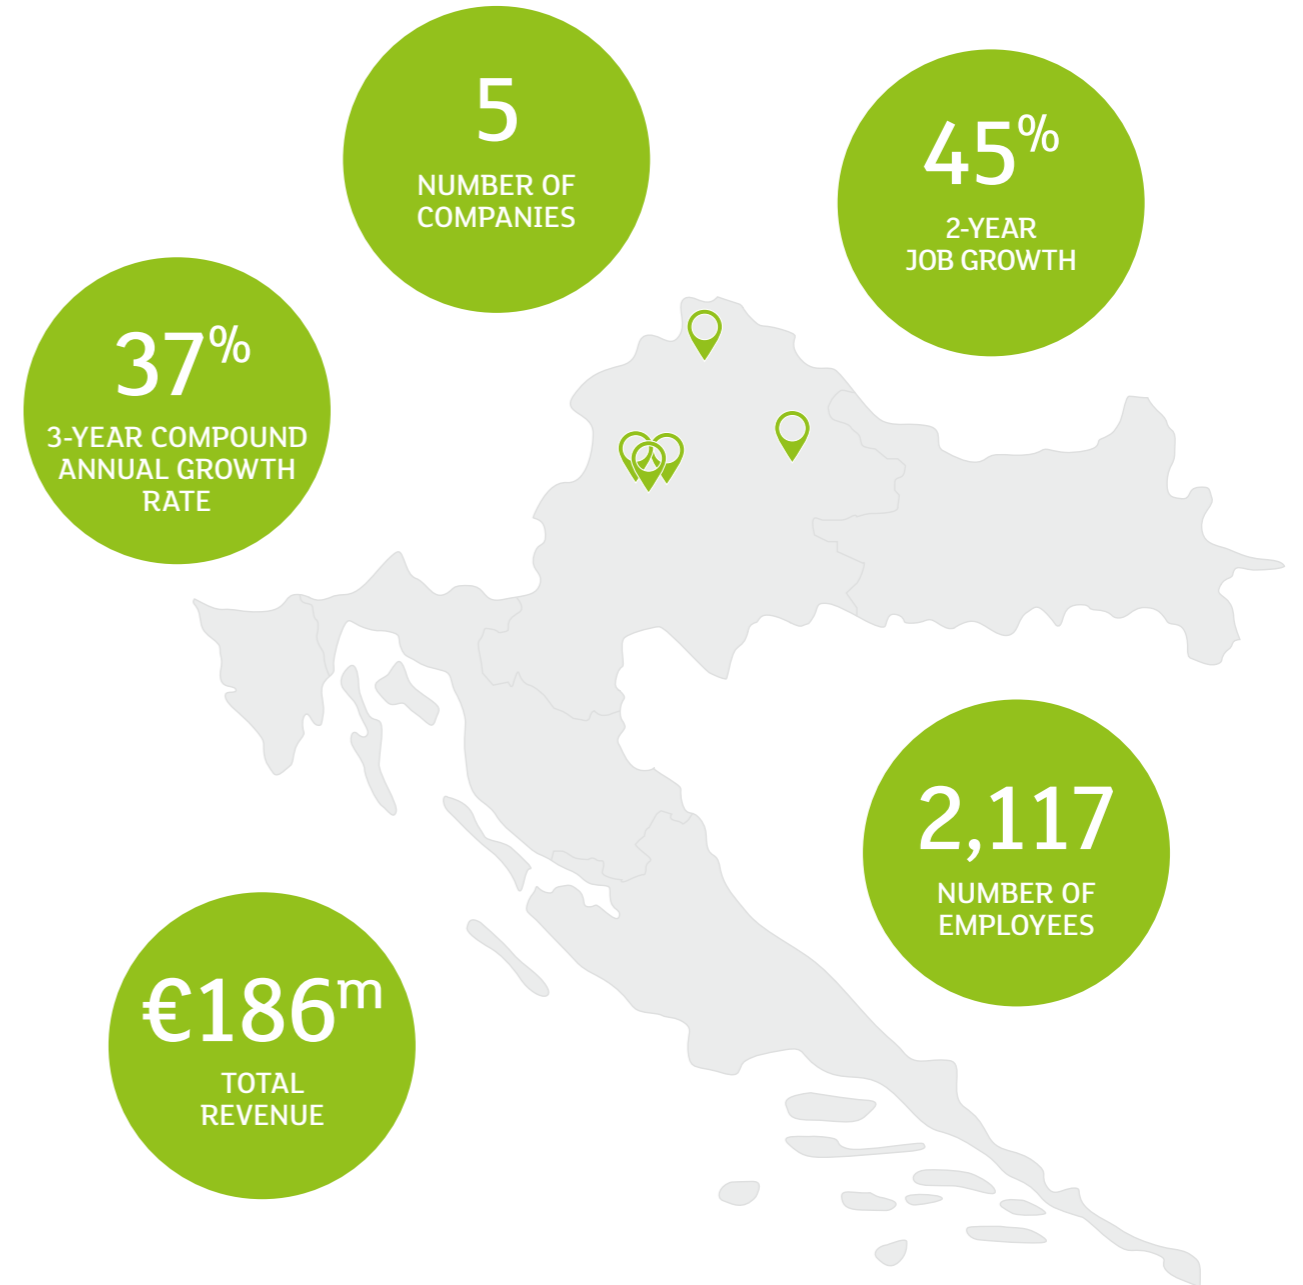 5
NUMBER OF
COMPANIES
45%
2-YEAR
JOB GROWTH
37%
3-YEAR COMPOUND
ANNUAL GROWTH
RATE
2,117
NUMBER OF
EMPLOYEES
€186m
TOTAL
REVENUE